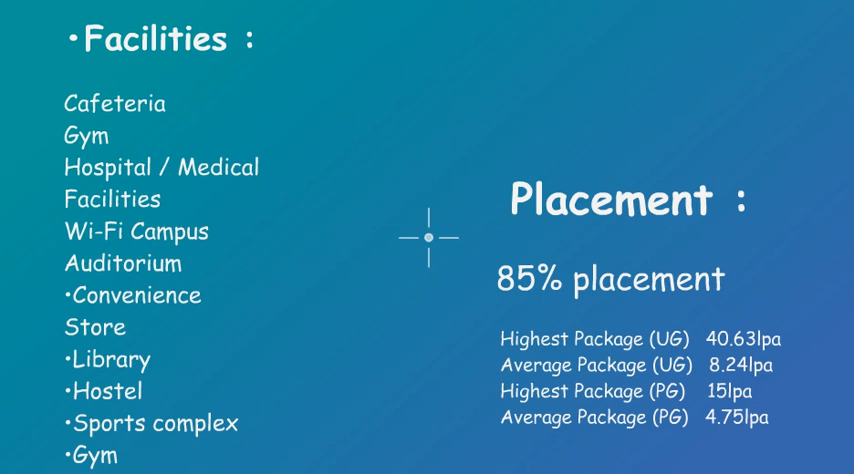 •Facilities :
Cafeteria
Gym
Hospital / Medical
Facilities
Wi-Fi Campus
Auditorium
•Convenience
Store
•Library
•Hostel
•Sports complex
•Gym
Placement :
85% placement
Highest Package (UG) 40.63lpa
Average Package (UG) 8.24lpa
Highest Package (PG) 15lpa
Average Package (PG) 4.75lpa